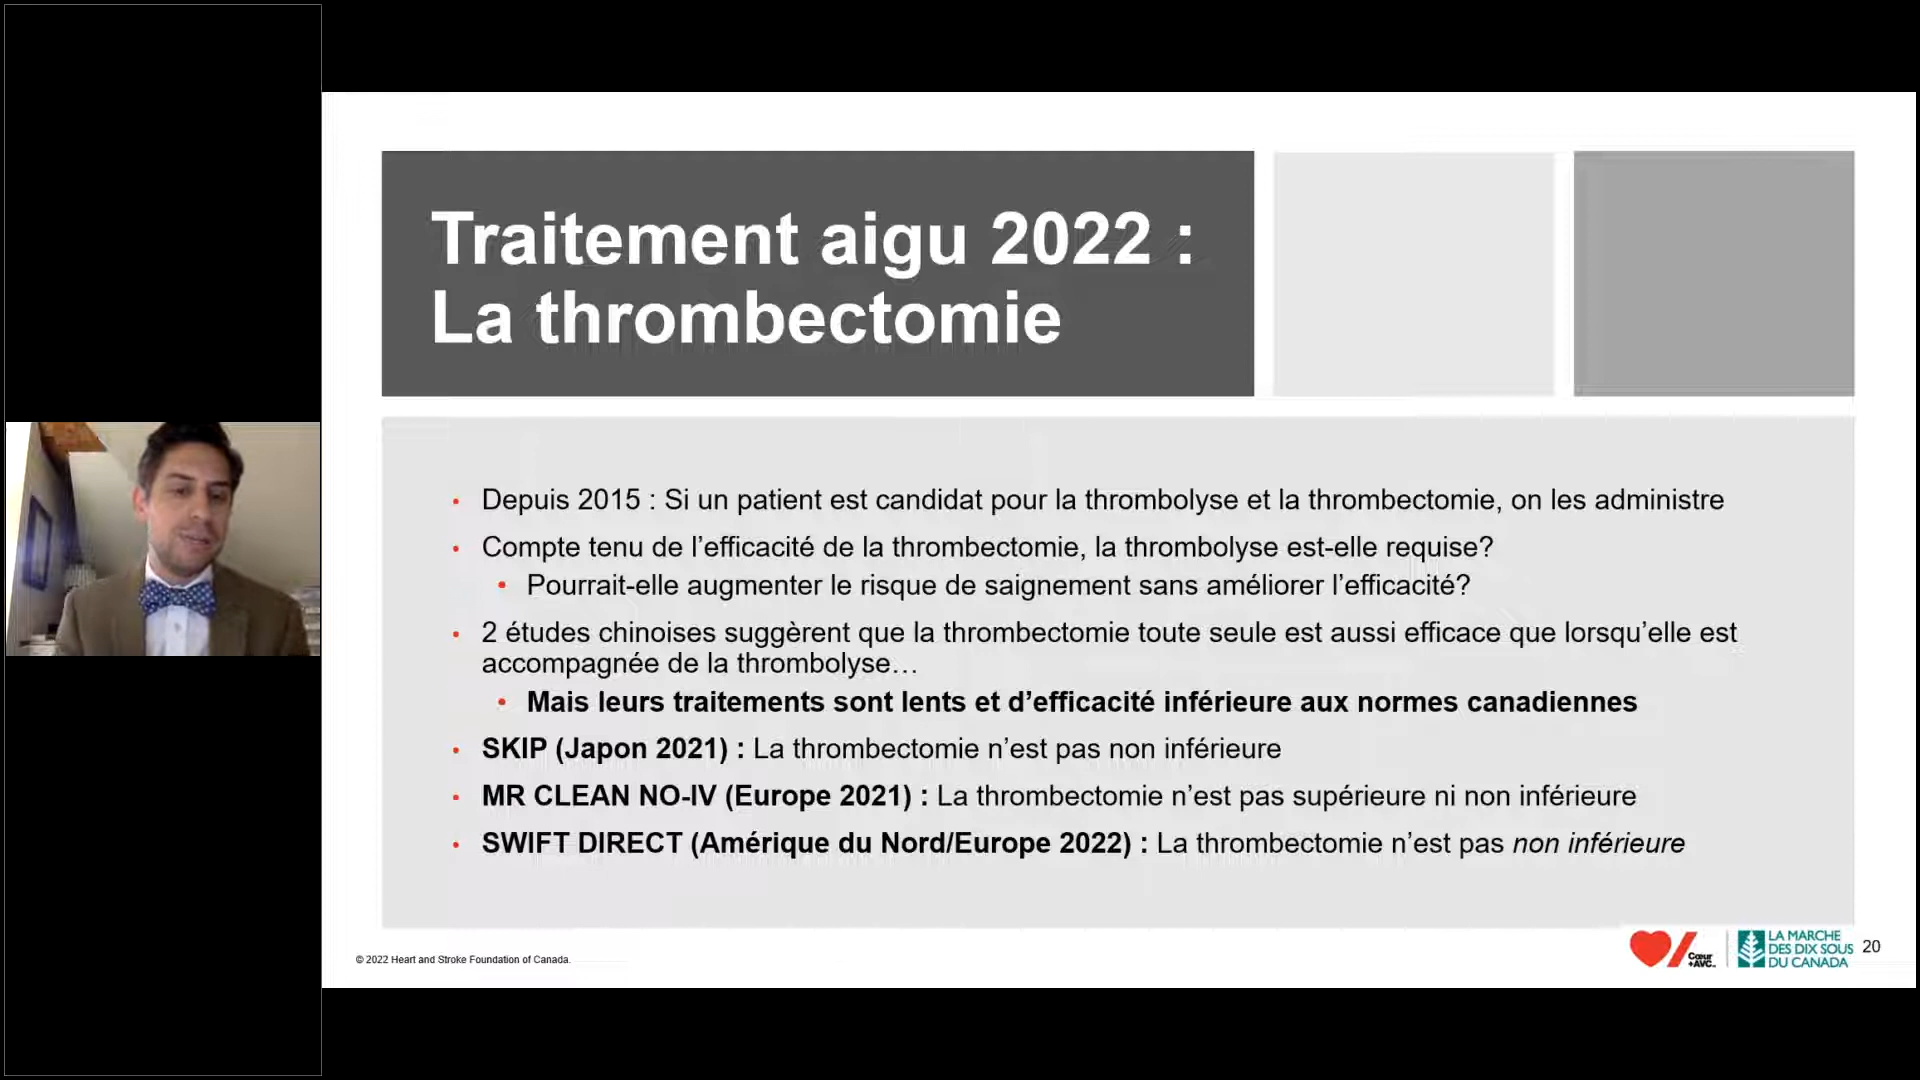 Traitement aigu 2022 :
La thrombectomie
• Depuis 2015 : Si un patient est candidat pour la thrombolyse et la thrombectomie, on les administre
• Compte tenu de l’efficacité de la thrombectomie, la thrombolyse est-elle requise?
• Pourrait-elle augmenter le risque de saignement sans améliorer l’efficacité?
• 2 études chinoises suggèrent que la thrombectomie toute seule est aussi efficace que lorsqu’elle est
accompagnée de la thrombolyse…
• Mais leurs traitements sont lents et d’efficacité inférieure aux normes canadiennes
• SKIP (Japon 2021) : La thrombectomie n’est pas non inférieure
• MR CLEAN NO-IV (Europe 2021) : La thrombectomie n’est pas supérieure ni non inférieure
• SWIFT DIRECT (Amérique du Nord/Europe 2022) : La thrombectomie n’est pas non inférieure
© 2022 Heart and Stroke Foundation of Canada.
Cœur
+AVC
LA MARCHE
DES DIX SOUS
DU CANADA
20